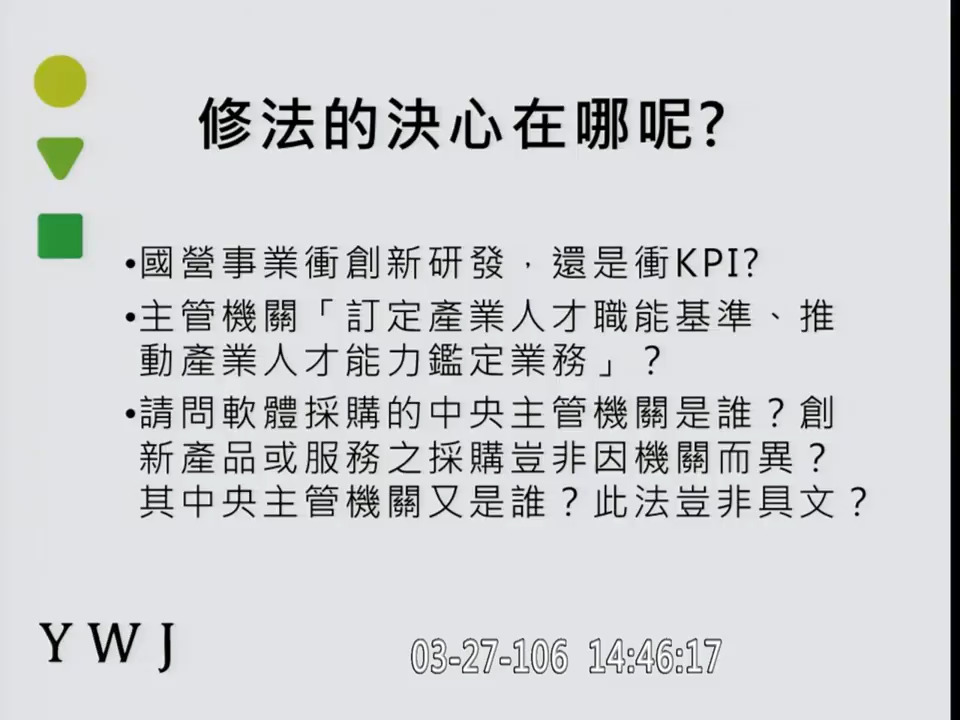 修法的決心在哪呢?
•國營事業衝創新研發，還是衝KPI?
•主管機關「訂定產業人才職能基準、推
動產業人才能力鑑定業務」？
•請問軟體採購的中央主管機關是誰？創
新產品或服務之採購豈非因機關而異？
其中央主管機關又是誰？此法豈非具文？
YWJ
03-27-106 14:46:17